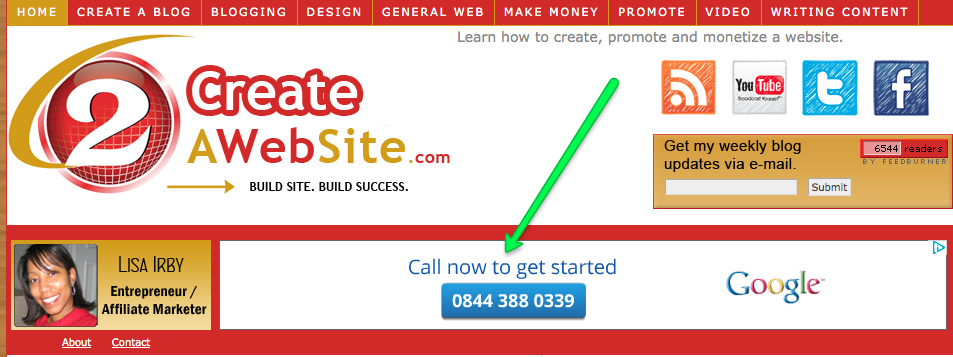 HOME CREATE A BLOG BLOGGING DESIGN GENERAL WEB MAKE MONEY PROMOTE VIDEO WRITING CONTENT
Learn how to create, promote and monetize a website.
2 Create
AWebSite.com
BUILD SITE. BUILD SUCCESS.
You Tube
Broadcast Yourself
t
f
Get my weekly blog
updates via e-mail.
6544 readers
BY FEEDBURNER
Submit
LISA IRBY
Entrepreneur /
Affiliate Marketer
Call now to get started
0844 388 0339
Google™
About Contact